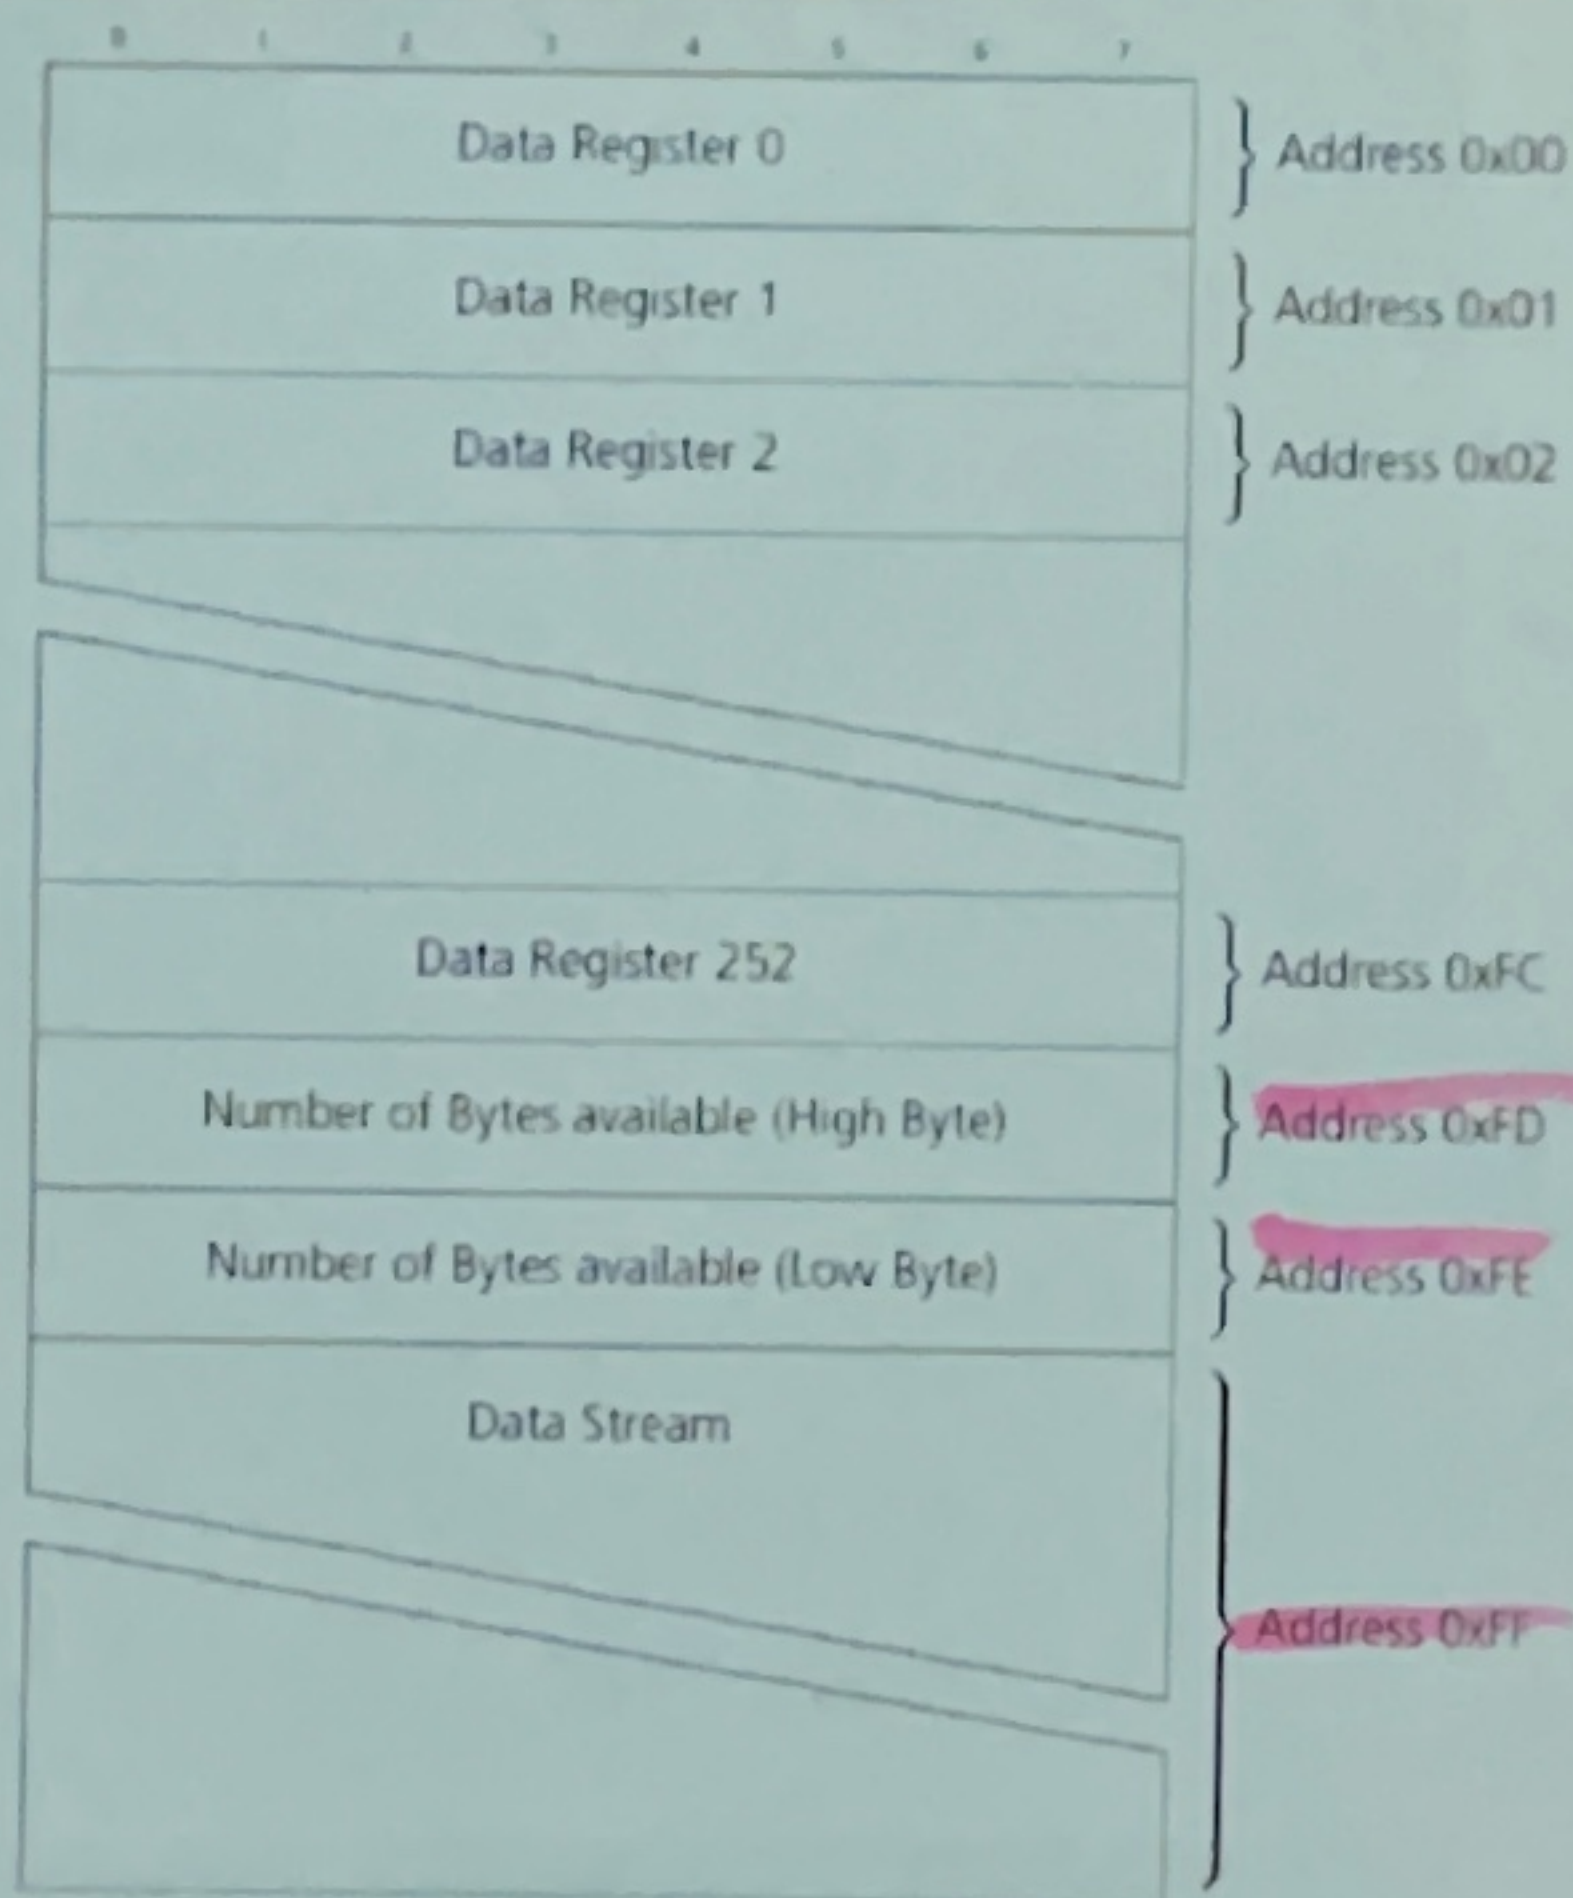 0 1 2 3 4 5 6 7
Data Register 0 Address 0x00
Data Register 1 Address 0x01
Data Register 2 Address 0x02
Data Register 252 Address 0xFC
Number of Bytes available (High Byte) Address 0xFD
Number of Bytes available (Low Byte) Address 0xFE
Data Stream
Address 0xFF